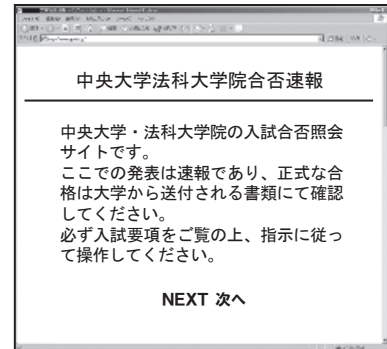 中央大学法科大学院合否速報
中央大学・法科大学院の入試合否照会
サイトです。
ここでの発表は速報であり、正式な合
格は大学から送付される書類にて確認
してください。
必ず入試要項をご覧の上、指示に従っ
て操作してください。
NEXT 次へ